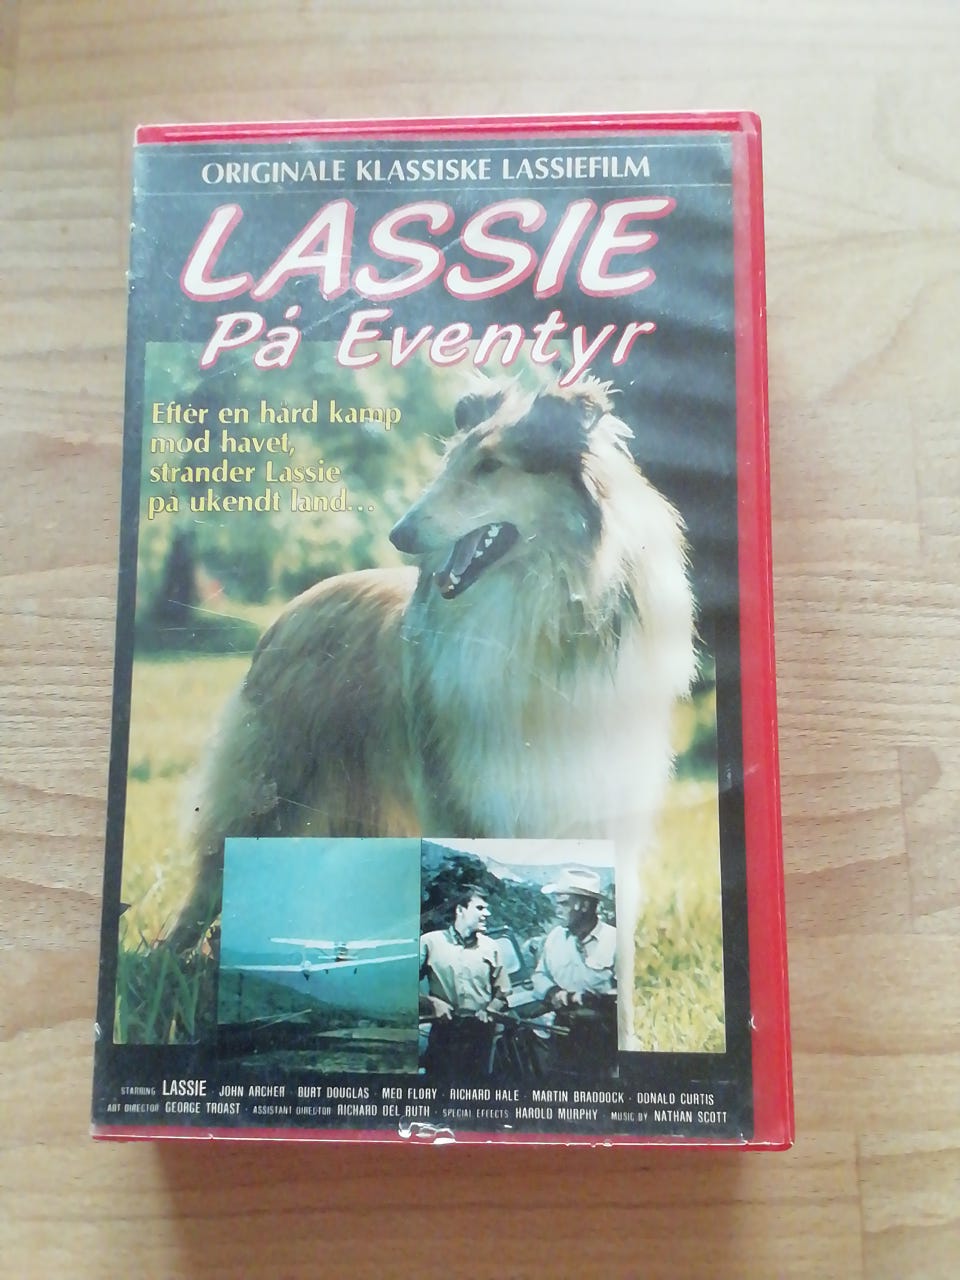 ORIGINALE KLASSISKE LASSIEFILM
LASSIE
På Eventyr
Efter en hård kamp
mod havet,
strander Lassie
på ukendt land...
STARRING LASSIE · JOHN ARCHER · BURT DOUGLAS · MED FLORY · RICHARD HALE · MARTIN BRADDOCK · DONALD CURTIS
ART DIRECTOR GEORGE TROAST · ASSISTANT DIRECTOR RICHARD DEL RUTH · SPECIAL EFFECTS HAROLD MURPHY · MUSIC BY NATHAN SCOTT